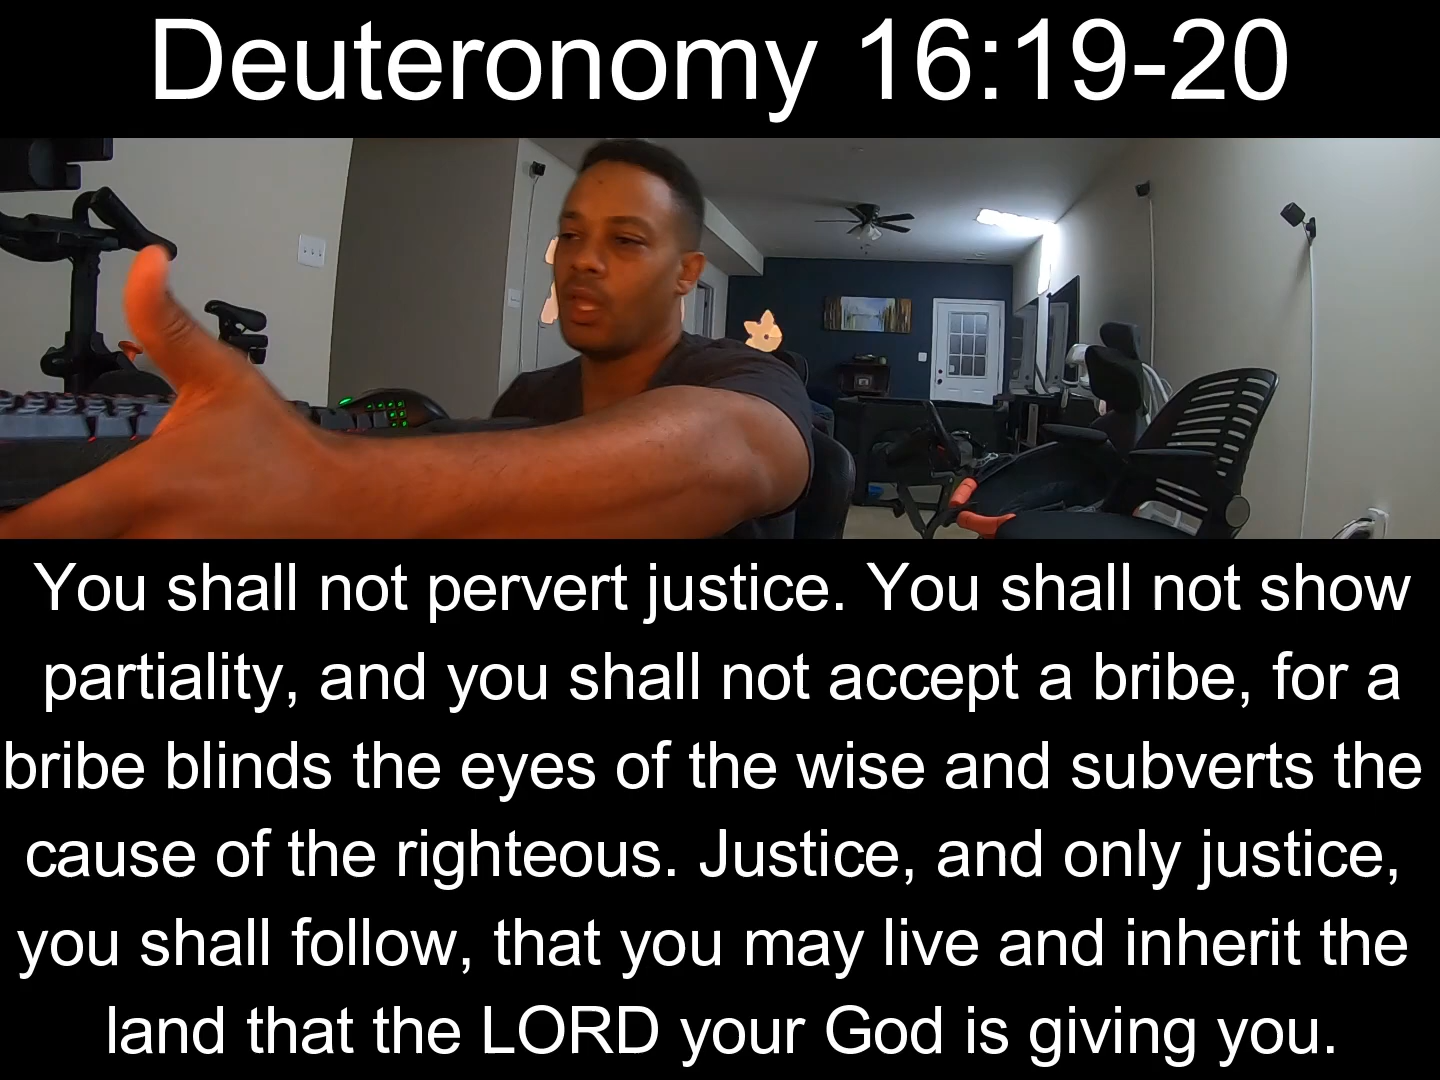 Deuteronomy 16:19-20
You shall not pervert justice. You shall not show
partiality, and you shall not accept a bribe, for a
bribe blinds the eyes of the wise and subverts the
cause of the righteous. Justice, and only justice,
you shall follow, that you may live and inherit the
land that the LORD your God is giving you.